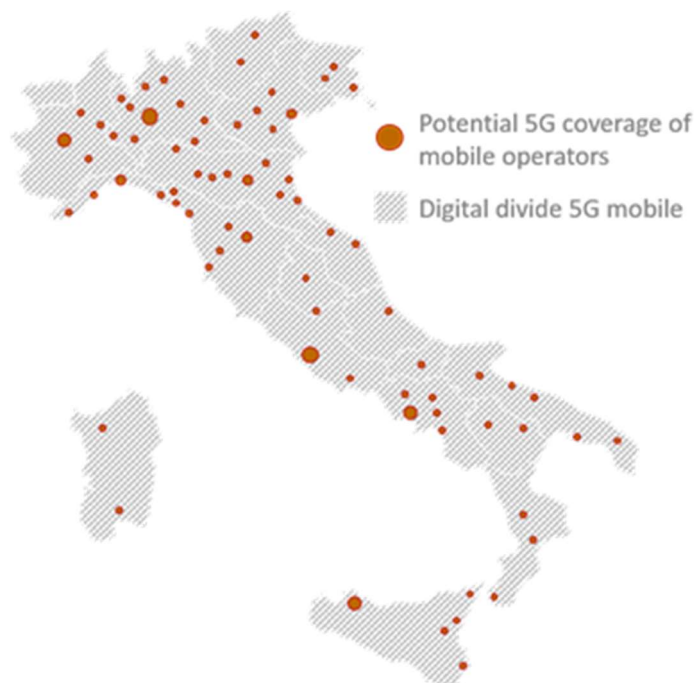 Potential 5G coverage of
mobile operators
Digital divide 5G mobile